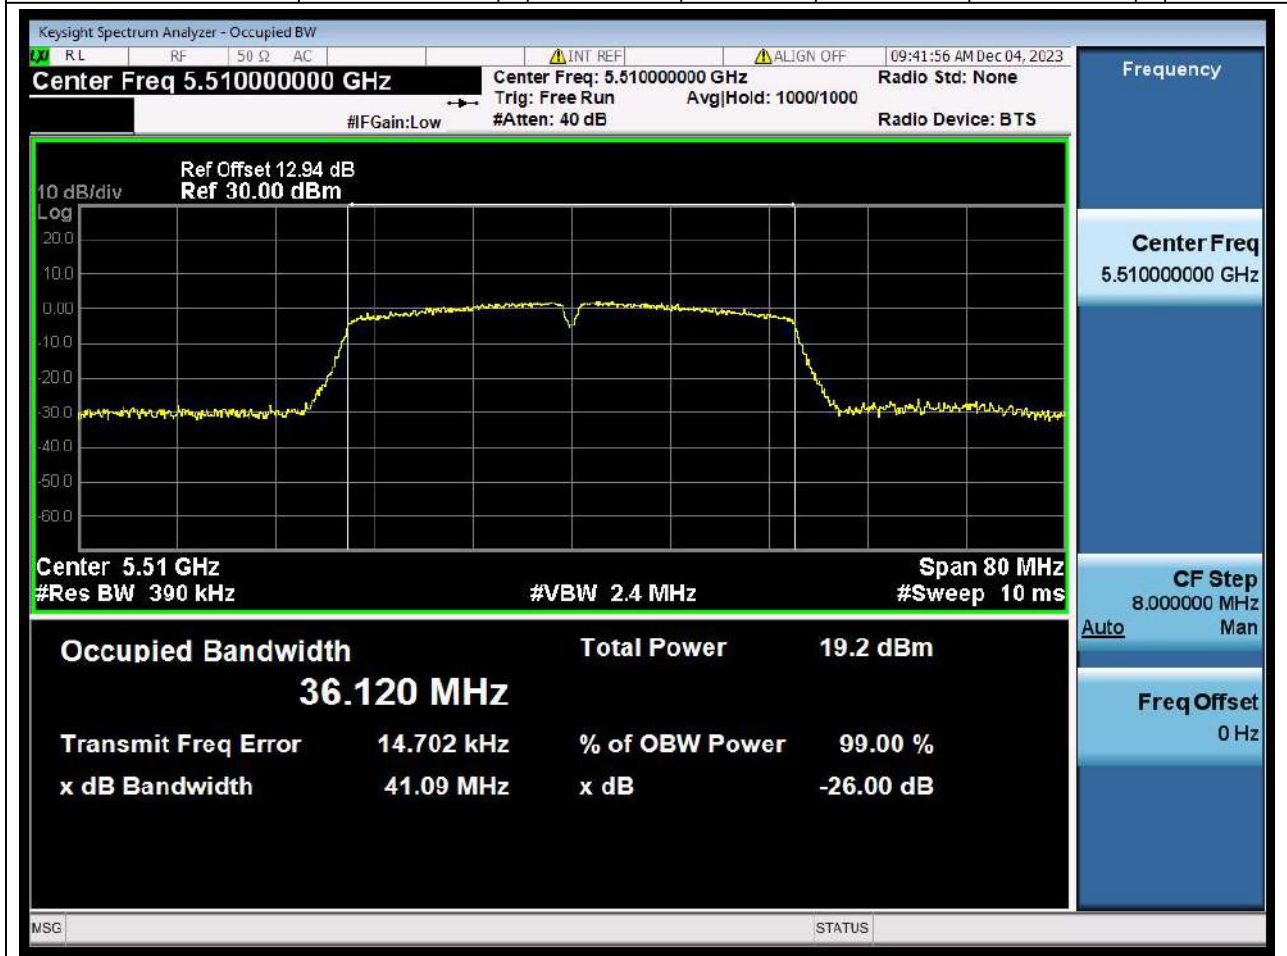 Keysight Spectrum Analyzer - Occupied BW
LXI RL RF 50 Ω AC INT REF ALIGN OFF 09:41:56 AM Dec 04, 2023
Center Freq 5.510000000 GHz Center Freq: 5.510000000 GHz Radio Std: None
Trig: Free Run Avg|Hold: 1000/1000
#IFGain:Low #Atten: 40 dB Radio Device: BTS
Ref Offset 12.94 dB
10 dB/div Ref 30.00 dBm
Log
20.0
10.0
0.00
-10.0
-20.0
-30.0
-40.0
-50.0
-60.0
Center 5.51 GHz Span 80 MHz
#Res BW 390 kHz #VBW 2.4 MHz #Sweep 10 ms
Occupied Bandwidth Total Power 19.2 dBm
36.120 MHz
Transmit Freq Error 14.702 kHz % of OBW Power 99.00 %
x dB Bandwidth 41.09 MHz x dB -26.00 dB
MSG STATUS
Frequency
Center Freq
5.510000000 GHz
CF Step
8.000000 MHz
Auto Man
Freq Offset
0 Hz